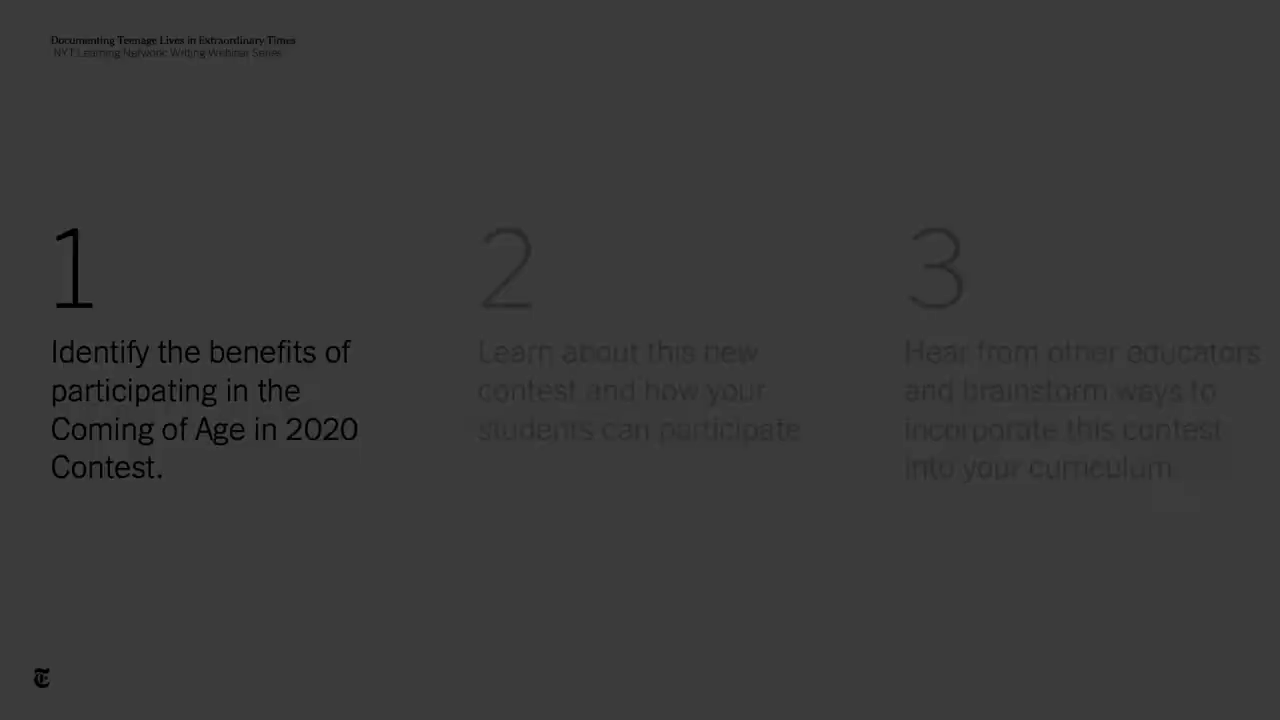 Documenting Teenage Lives in Extraordinary Times
NYT Learning Network Writing Webinar Series
1
Identify the benefits of
participating in the
Coming of Age in 2020
Contest.
2
Learn about this new
contest and how your
students can participate.
3
Hear from other educators
and brainstorm ways to
incorporate this contest
into your curriculum.
T